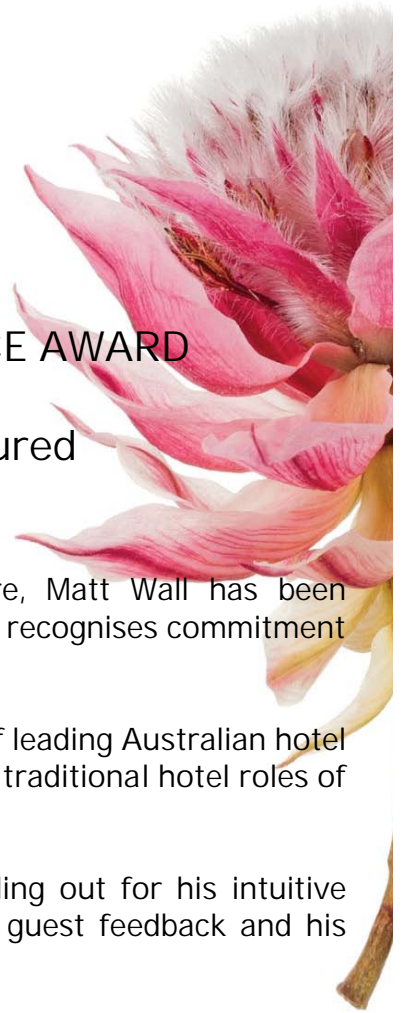 E AWARD
ured
re, Matt Wall has been
recognises commitment
f leading Australian hotel
traditional hotel roles of
ling out for his intuitive
guest feedback and his